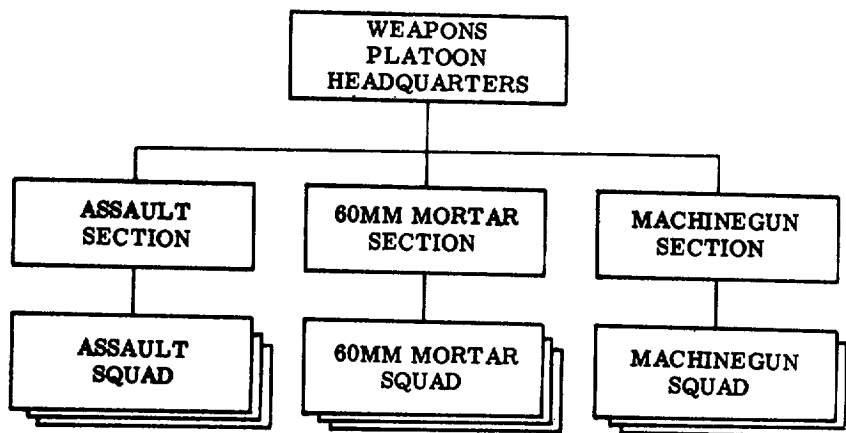 WEAPONS
PLATOON
HEADQUARTERS
ASSAULT
SECTION
60MM MORTAR
SECTION
MACHINEGUN
SECTION
ASSAULT
SQUAD
60MM MORTAR
SQUAD
MACHINEGUN
SQUAD